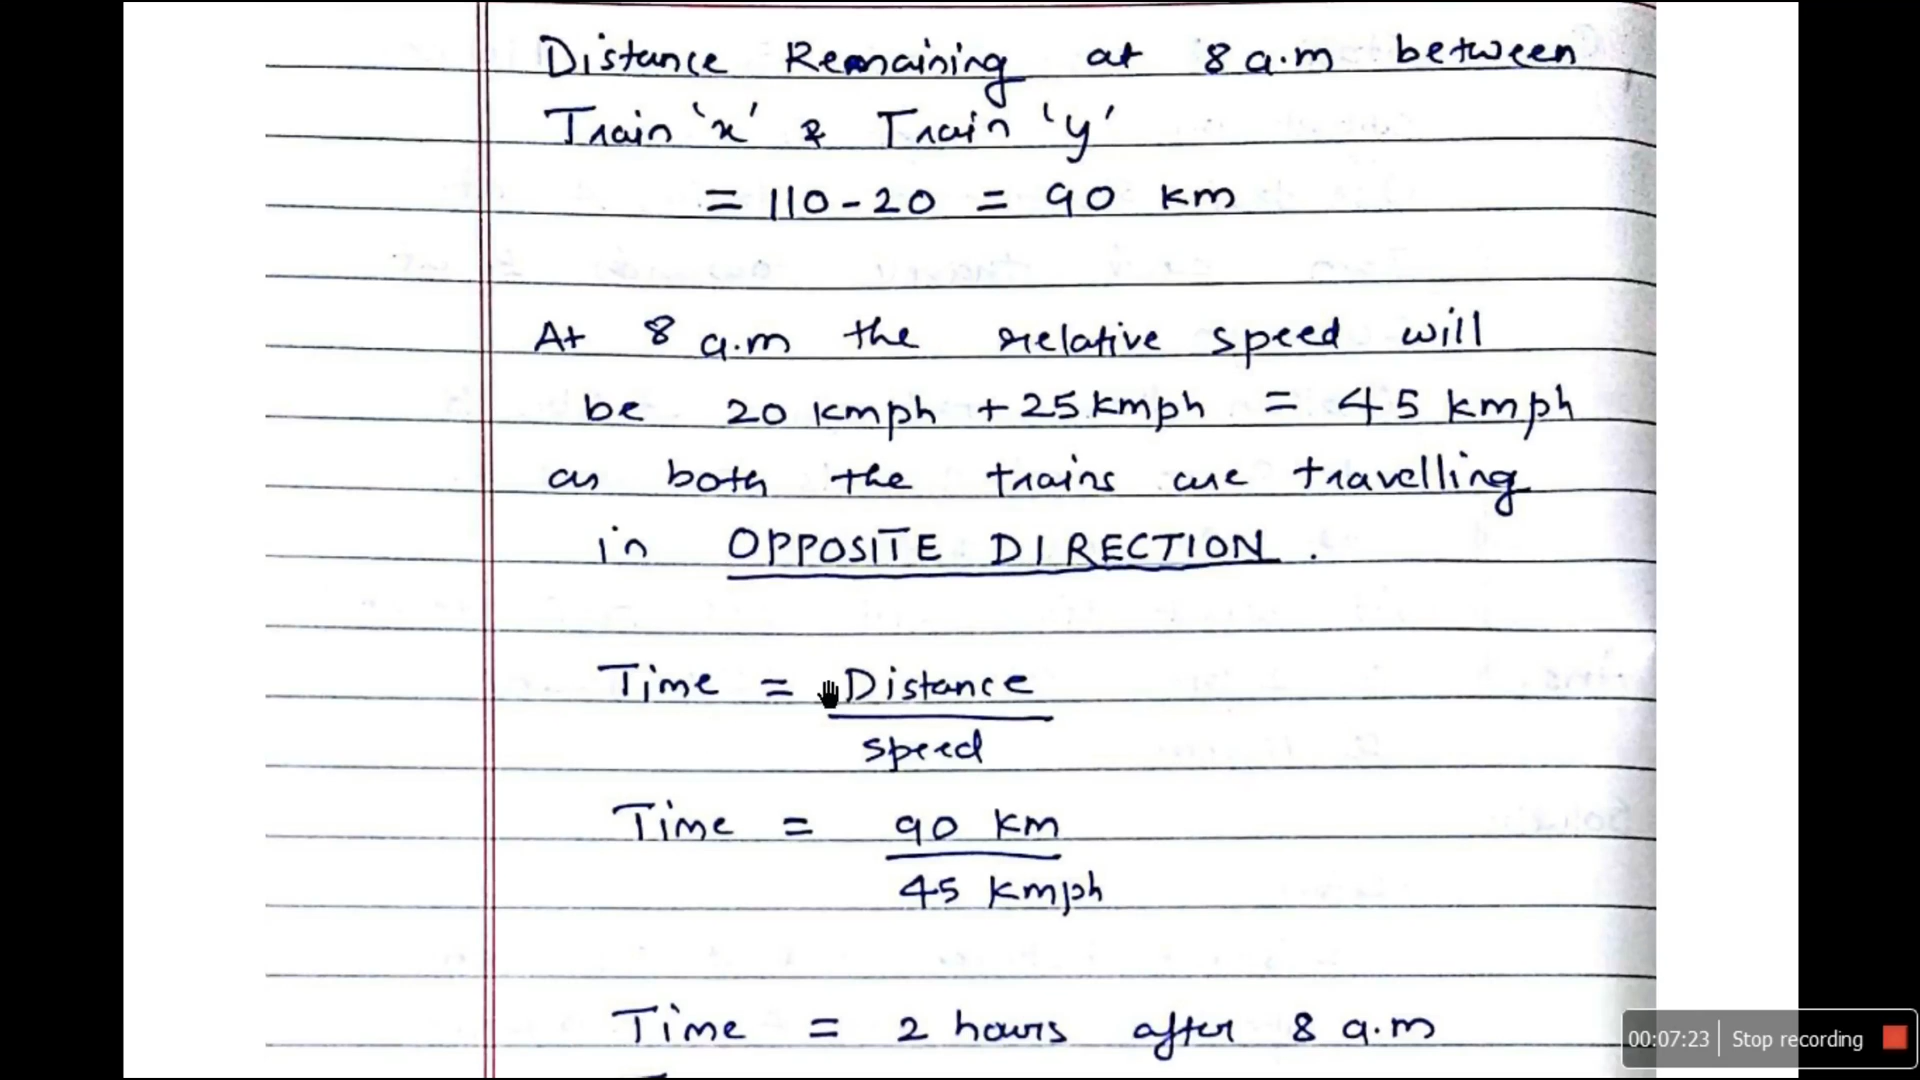 Distance Remaining at 8 a.m between
Train 'x' & Train 'y'
= 110 - 20 = 90 km
At 8 a.m the relative speed will
be 20 kmph + 25 kmph = 45 kmph
as both the trains are travelling
in OPPOSITE DIRECTION.
Time = Distance
speed
Time = 90 km
45 kmph
Time = 2 hours after 8 a.m
00:07:23 | Stop recording